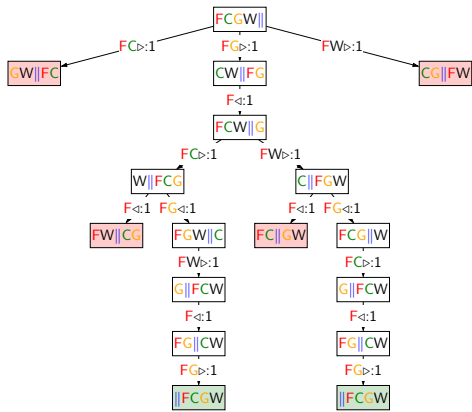 FCGW∥
FC▷:1 FG▷:1 FW▷:1
GW∥FC CW∥FG CG∥FW
F◁:1
FCW∥G
FC▷:1 FW▷:1
W∥FCG C∥FGW
F◁:1 FG◁:1 F◁:1 FG◁:1
FW∥CG FGW∥C FC∥GW FCG∥W
FW▷:1 FC▷:1
G∥FCW G∥FCW
F◁:1 F◁:1
FG∥CW FG∥CW
FG▷:1 FG▷:1
∥FCGW ∥FCGW